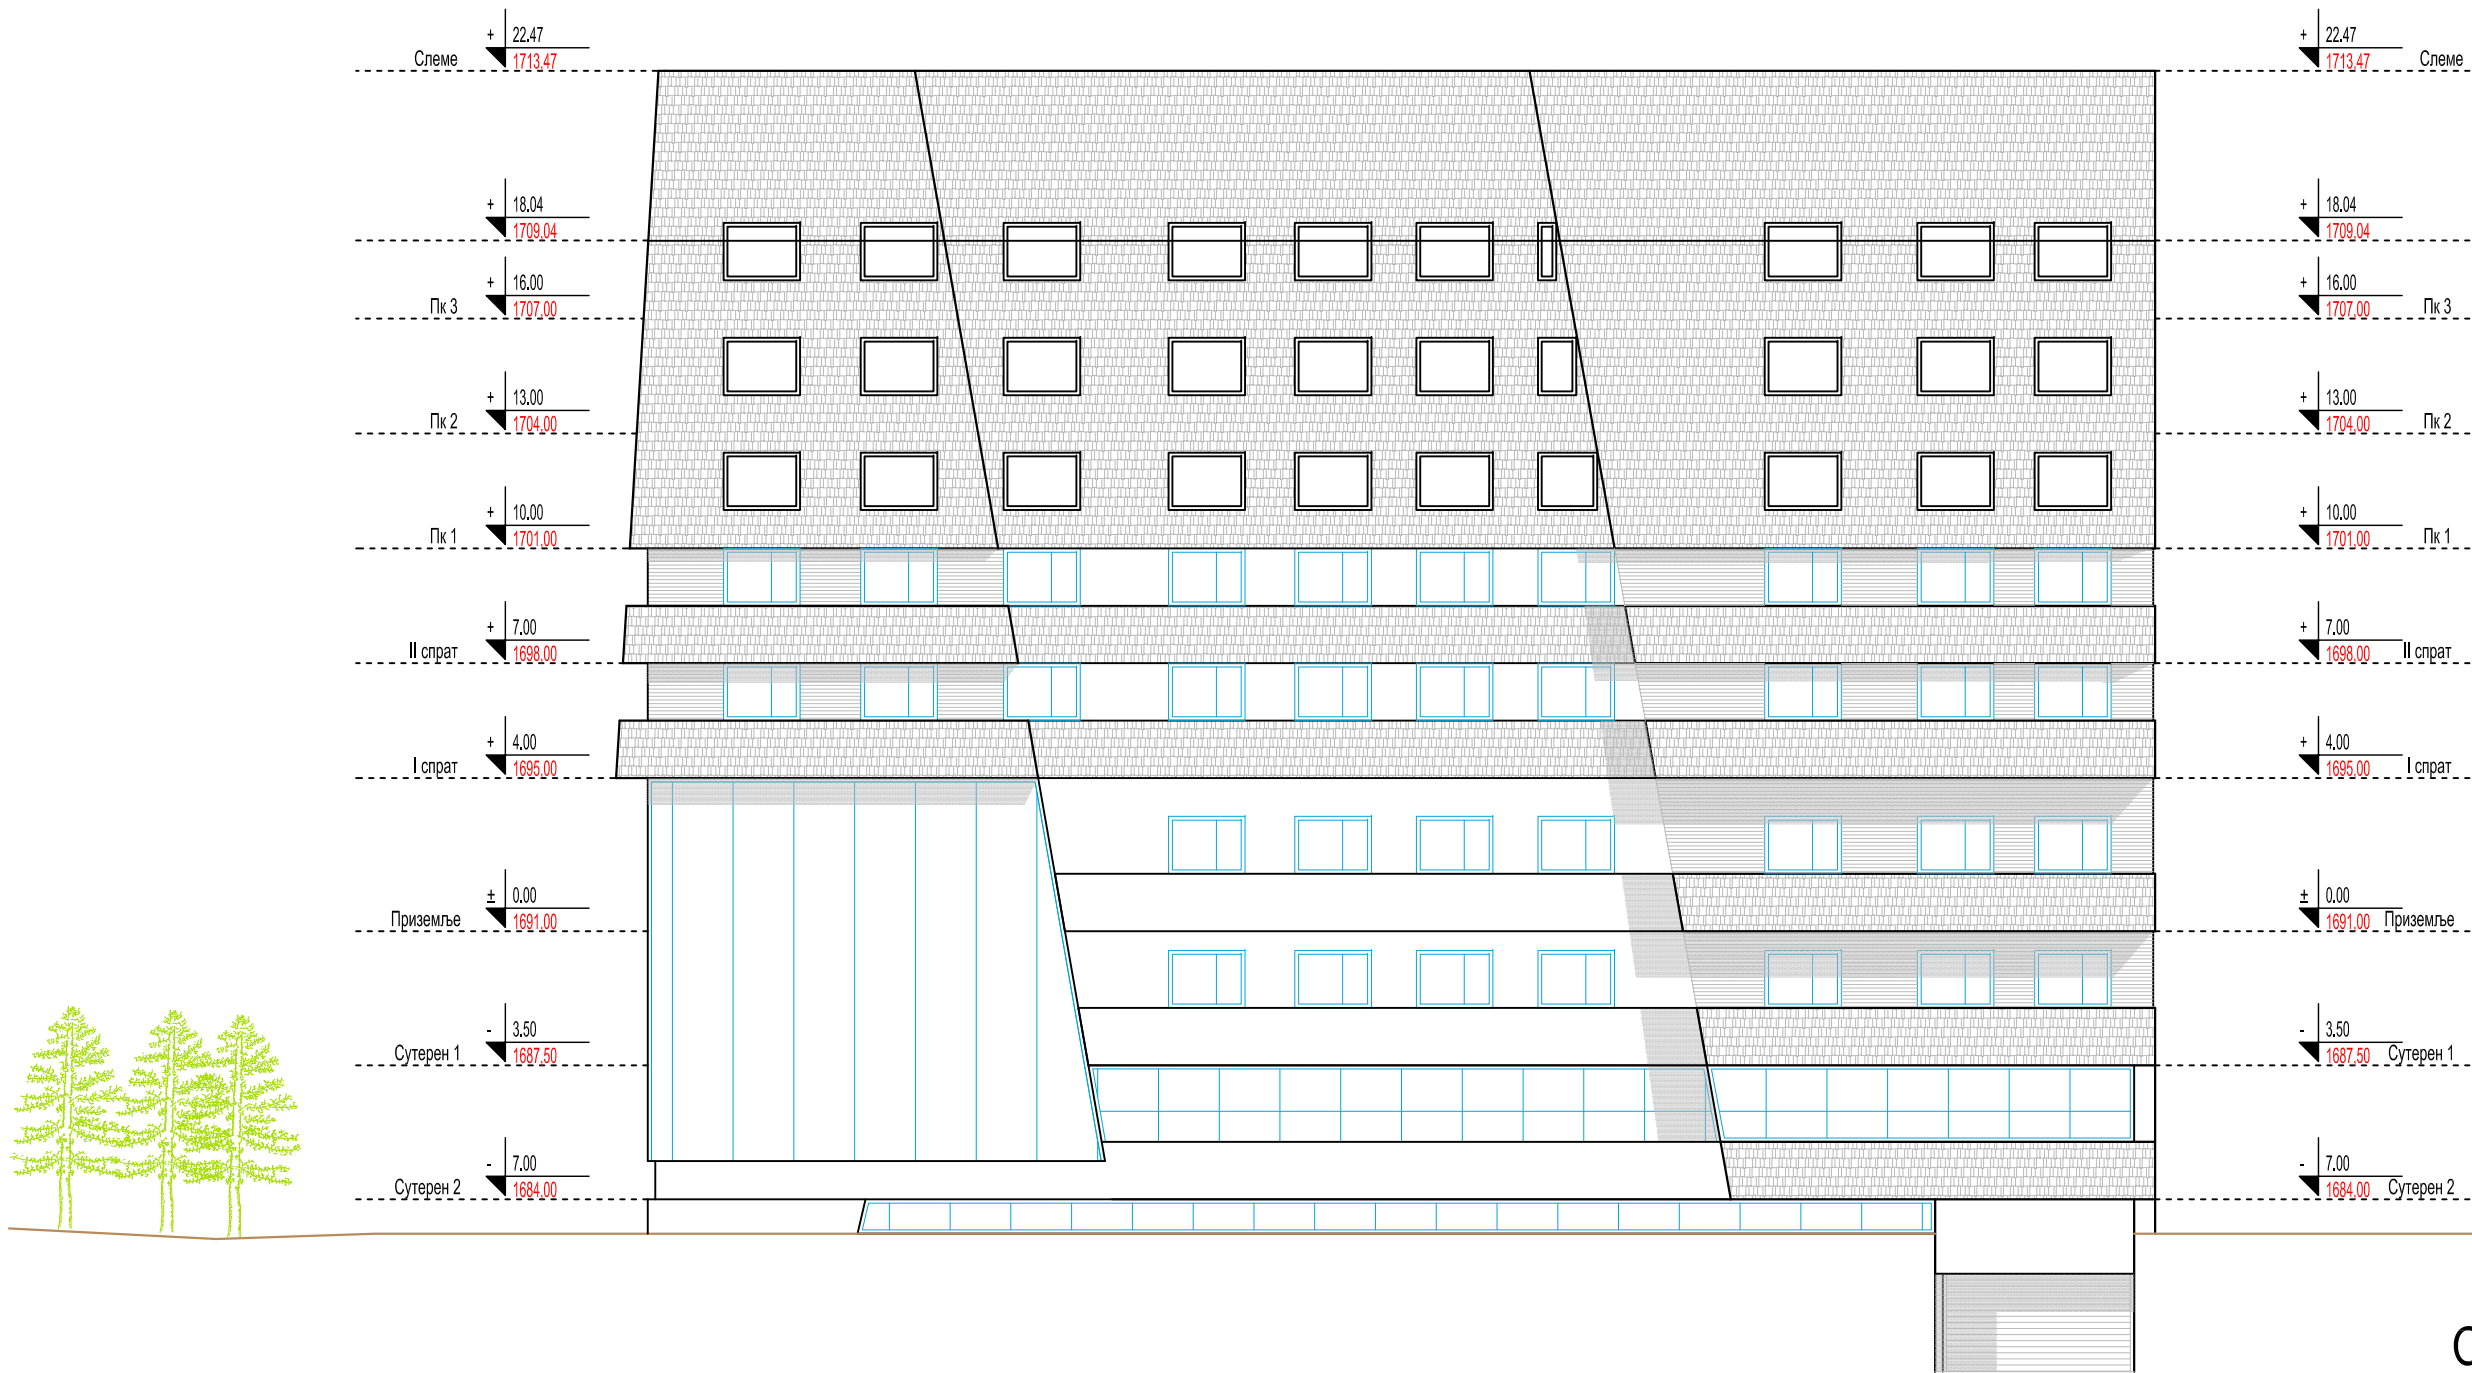 + 22.47
Слеме 1713,47
+ 18.04
1709.04
+ 16.00
Пк 3 1707,00
+ 13.00
Пк 2 1704.00
+ 10.00
Пк 1 1701.00
+ 7.00
II спрат 1698.00
+ 4.00
I спрат 1695.00
± 0.00
Приземље 1691,00
- 3.50
Сутерен 1 1687,50
- 7.00
Сутерен 2 1684.00
+ 22.47
1713,47 Слеме
+ 18.04
1709,04
+ 16.00
1707,00 Пк 3
+ 13.00
1704,00 Пк 2
+ 10.00
1701,00 Пк 1
+ 7.00
1698,00 II спрат
+ 4.00
1695,00 I спрат
± 0.00
1691,00 Приземље
- 3.50
1687,50 Сутерен 1
- 7.00
1684,00 Сутерен 2